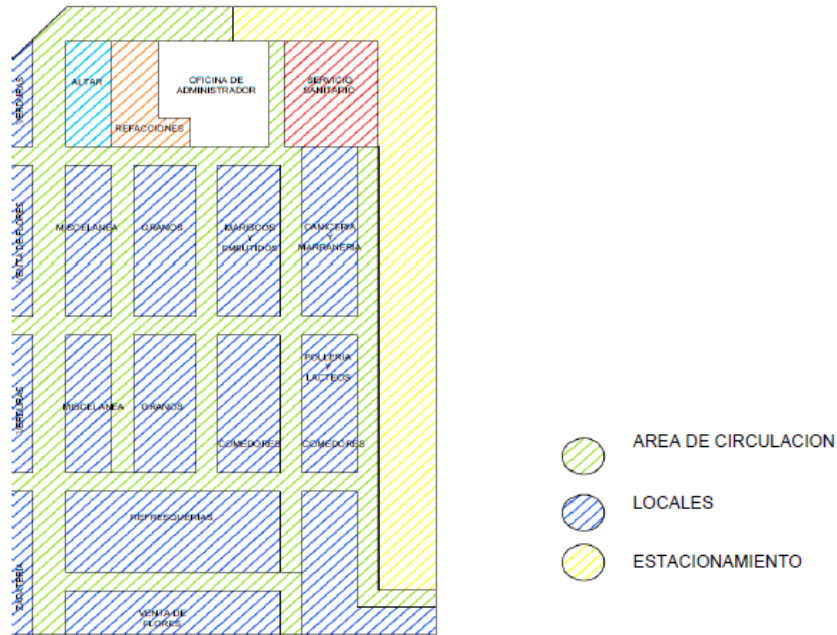 VERDURAS
ALTAR
REFACCIONES
OFICINA DE
ADMINISTRADOR
SERVICIO
SANITARIO
VENTA DE FLORES
MISCELANEA
GRANOS
MARISCOS
Y
EMBUTIDOS
CARICERIA
Y
MARRANERIA
VERDURAS
MISCELANEA
GRANOS
COMEDORES
POLLERIA
Y
LACTEOS
COMEDORES
ZAPATERIA
REFRESQUERIAS
VENTA DE
FLORES
AREA DE CIRCULACION
LOCALES
ESTACIONAMIENTO